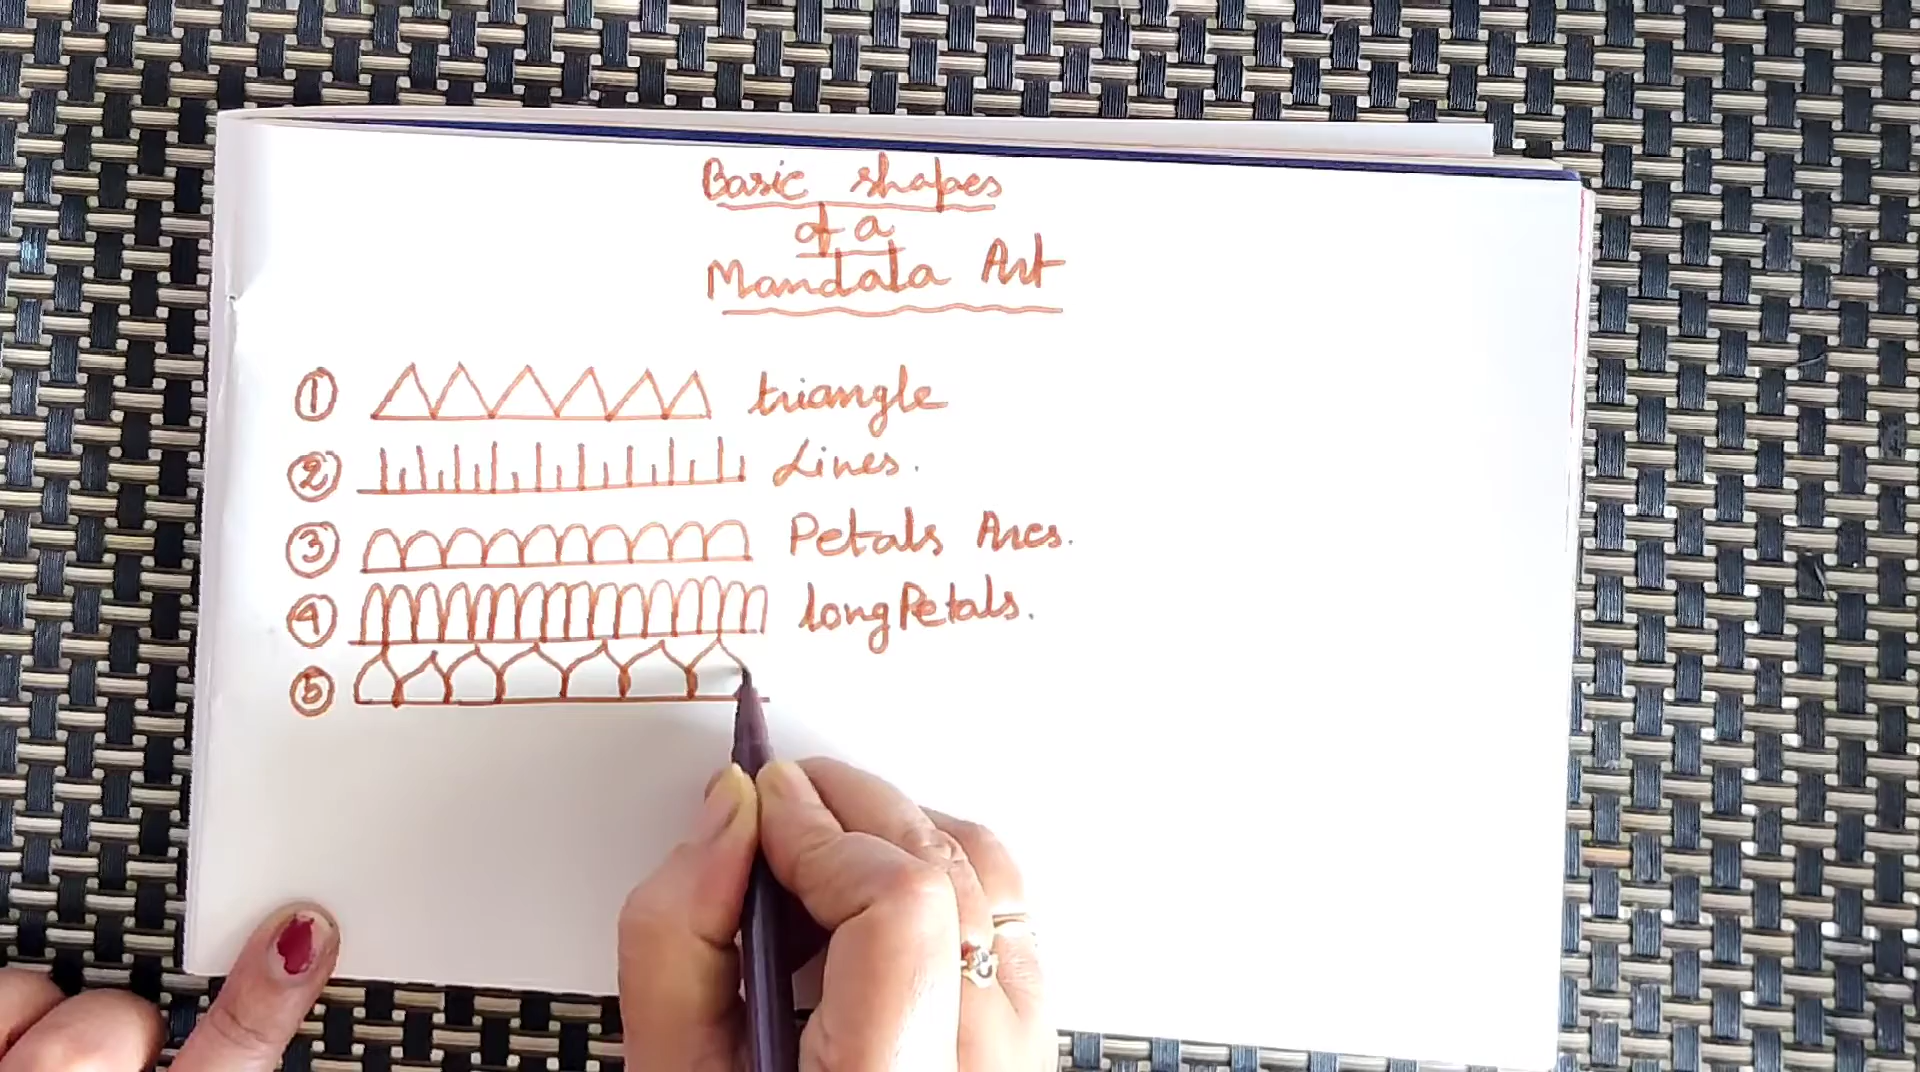 Basic shapes
of a
Mandala Art
① triangle
② Lines.
③ Petals Arcs.
④ long Petals.
⑤